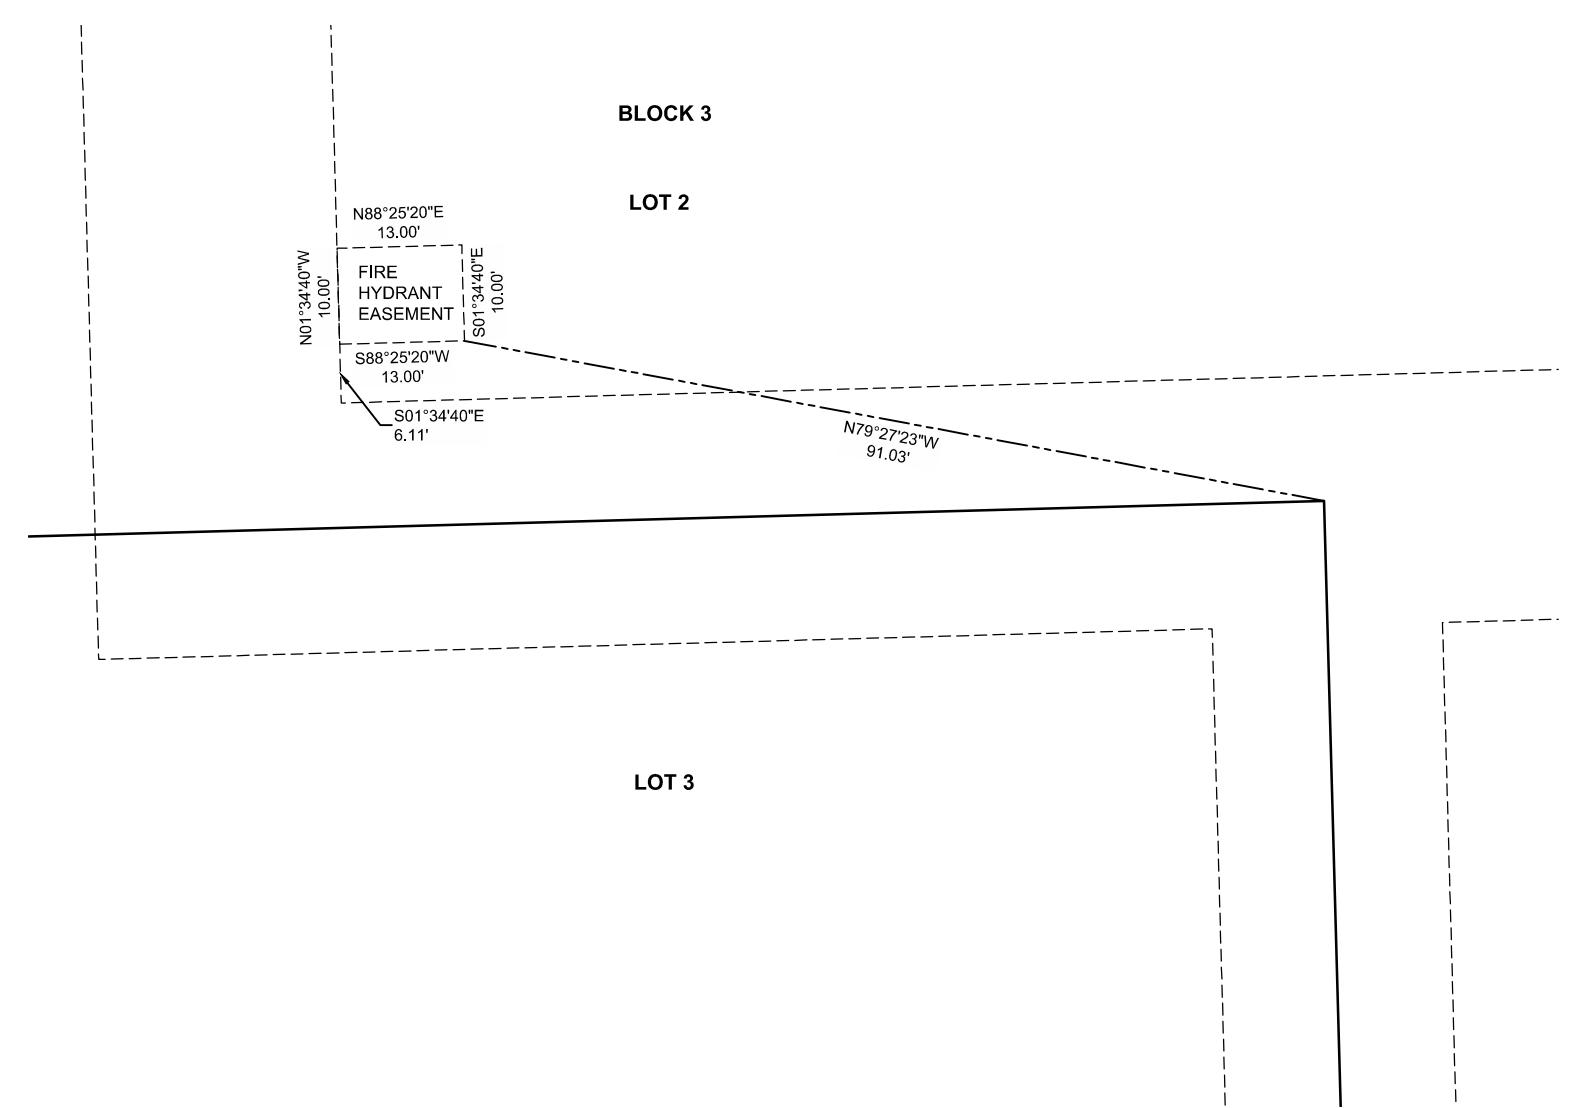 BLOCK 3
LOT 2
N88°25'20"E
13.00'
N01°34'40"W
10.00'
FIRE
HYDRANT
EASEMENT
S01°34'40"E
10.00'
S88°25'20"W
13.00'
S01°34'40"E
6.11'
N79°27'23"W
91.03'
LOT 3